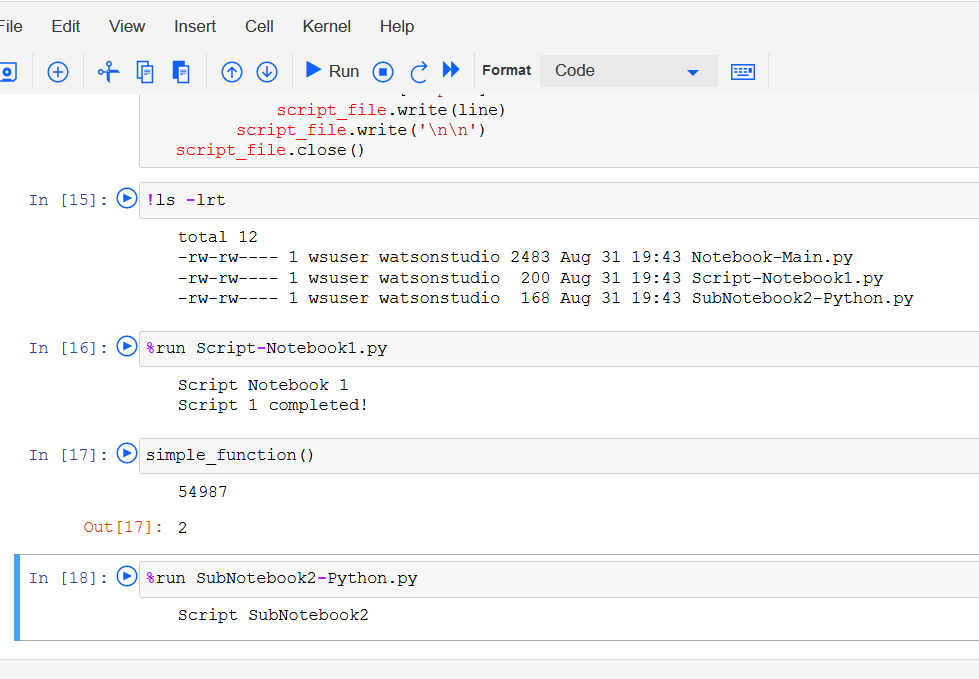 File Edit View Insert Cell Kernel Help
Run Format Code
script_file.write(line)
script_file.write('\n\n')
script_file.close()
In [15]: !ls -lrt
total 12
-rw-rw---- 1 wsuser watsonstudio 2483 Aug 31 19:43 Notebook-Main.py
-rw-rw---- 1 wsuser watsonstudio  200 Aug 31 19:43 Script-Notebook1.py
-rw-rw---- 1 wsuser watsonstudio  168 Aug 31 19:43 SubNotebook2-Python.py
In [16]: %run Script-Notebook1.py
Script Notebook 1
Script 1 completed!
In [17]: simple_function()
54987
Out[17]: 2
In [18]: %run SubNotebook2-Python.py
Script SubNotebook2